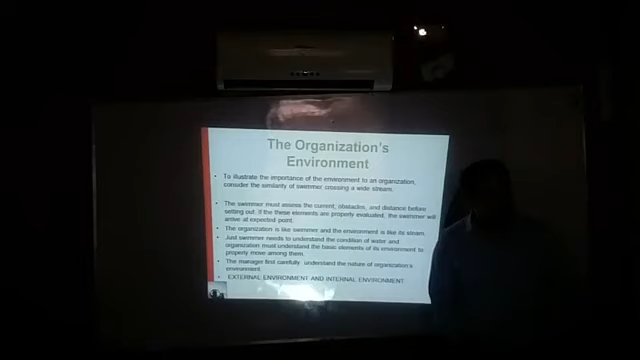 The Organization's
Environment
• To illustrate the importance of the environment to an organization,
consider the similarity of swimmer crossing a wide stream.
• The swimmer must assess the current, obstacles, and distance before
setting out. If the these elements are properly evaluated, the swimmer will
arrive at expected point.
• The organization is like swimmer and the environment is like its stream.
• Just swimmer needs to understand the condition of water and
organization must understand the basic elements of its environment to
properly move among them.
• The manager first carefully understand the nature of organization's
environment.
• EXTERNAL ENVIRONMENT AND INTERNAL ENVIRONMENT